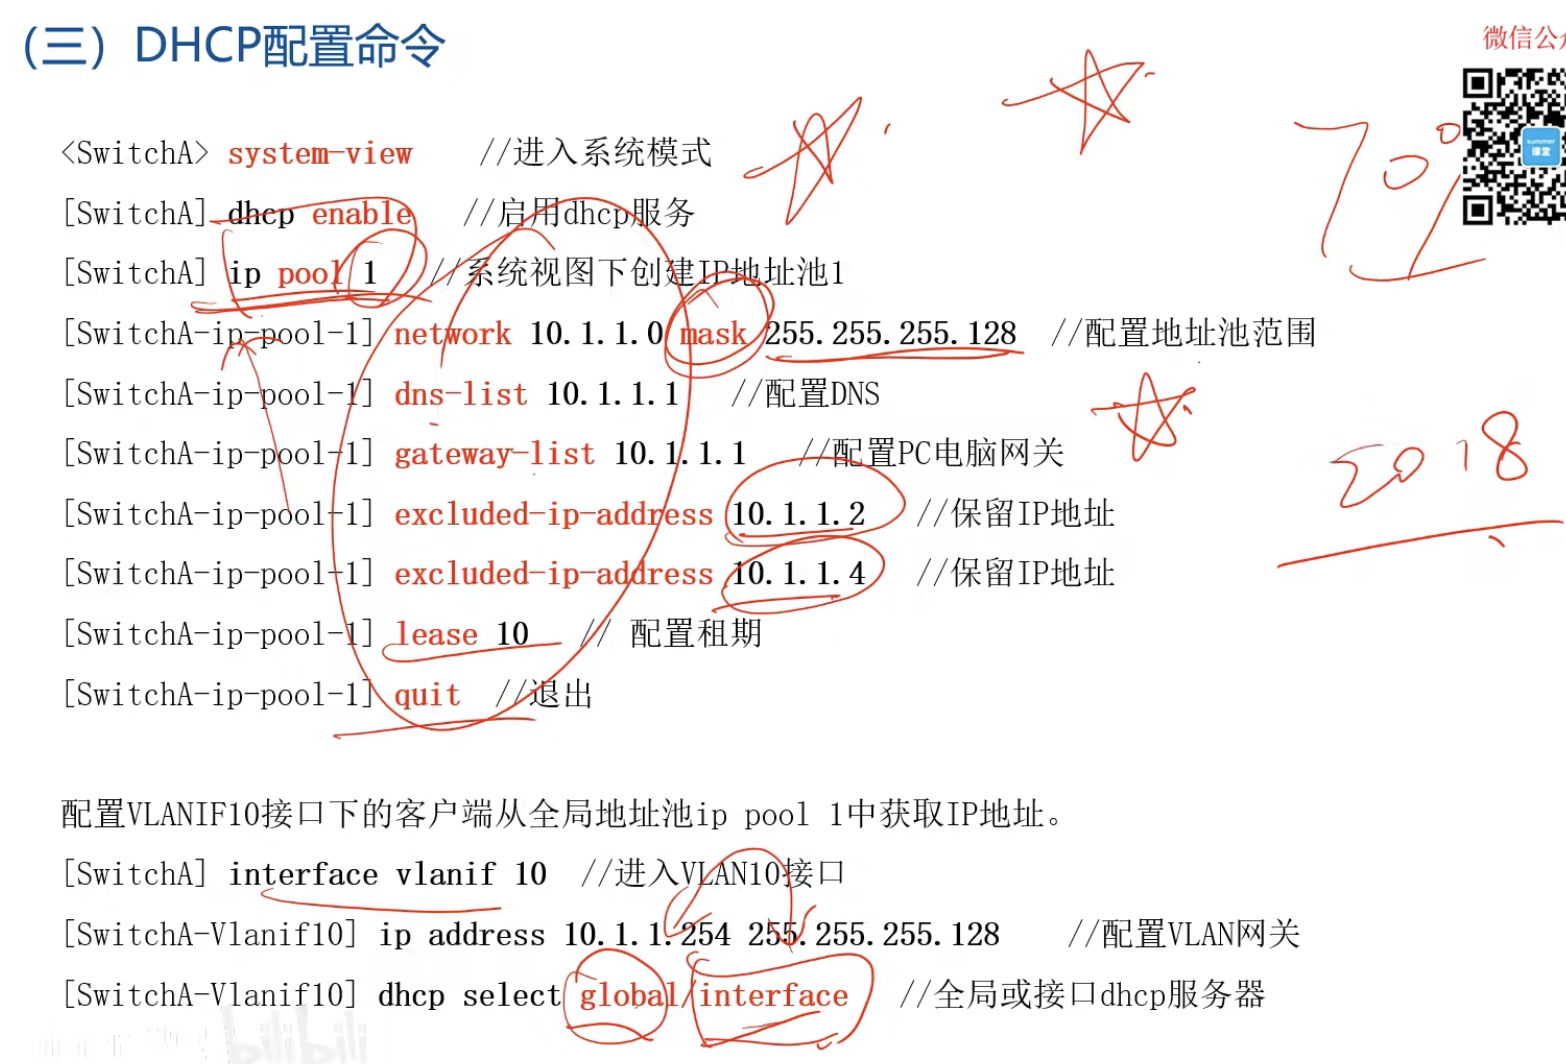 （三）DHCP配置命令
微信公
summer
课堂
70%
<SwitchA> system-view //进入系统模式
[SwitchA] dhcp enable //启用dhcp服务
[SwitchA] ip pool 1 //系统视图下创建IP地址池1
[SwitchA-ip-pool-1] network 10.1.1.0 mask 255.255.255.128 //配置地址池范围
[SwitchA-ip-pool-1] dns-list 10.1.1.1 //配置DNS
[SwitchA-ip-pool-1] gateway-list 10.1.1.1 //配置PC电脑网关
2018
[SwitchA-ip-pool-1] excluded-ip-address 10.1.1.2 //保留IP地址
[SwitchA-ip-pool-1] excluded-ip-address 10.1.1.4 //保留IP地址
[SwitchA-ip-pool-1] lease 10 // 配置租期
[SwitchA-ip-pool-1] quit //退出
配置VLANIF10接口下的客户端从全局地址池ip pool 1中获取IP地址。
[SwitchA] interface vlanif 10 //进入VLAN10接口
[SwitchA-Vlanif10] ip address 10.1.1.254 255.255.255.128 //配置VLAN网关
[SwitchA-Vlanif10] dhcp select global/interface //全局或接口dhcp服务器
bilibili